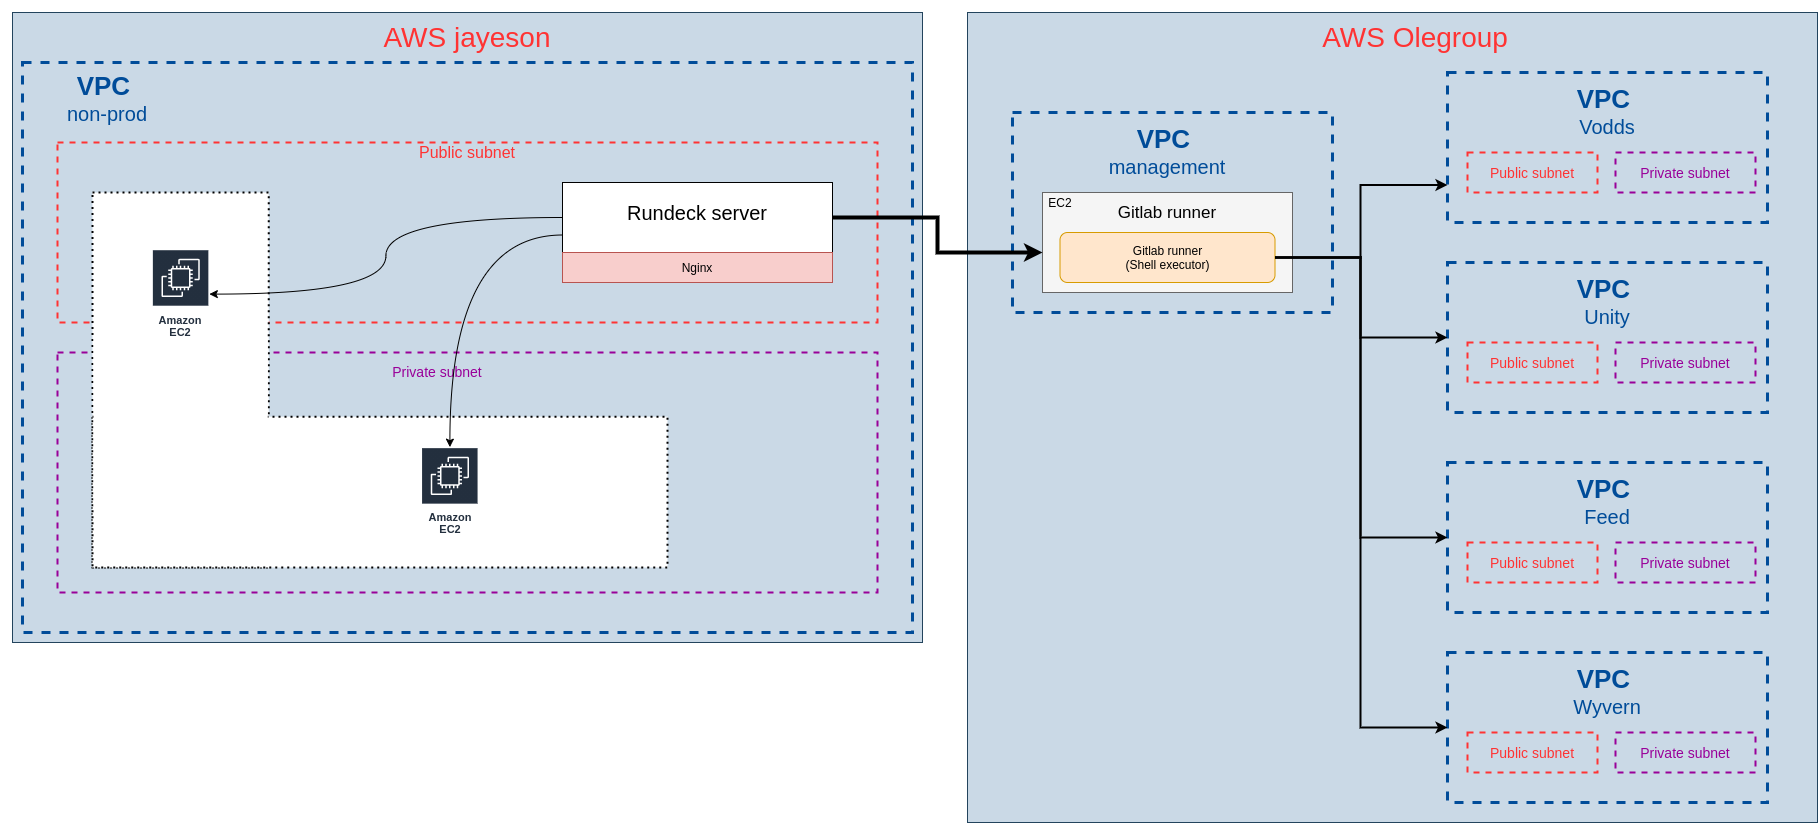 AWS jayeson
VPC
non-prod
Public subnet
Rundeck server
Nginx
Amazon
EC2
Private subnet
Amazon
EC2
AWS Olegroup
VPC
management
EC2
Gitlab runner
Gitlab runner
(Shell executor)
VPC
Vodds
Public subnet
Private subnet
VPC
Unity
Public subnet
Private subnet
VPC
Feed
Public subnet
Private subnet
VPC
Wyvern
Public subnet
Private subnet